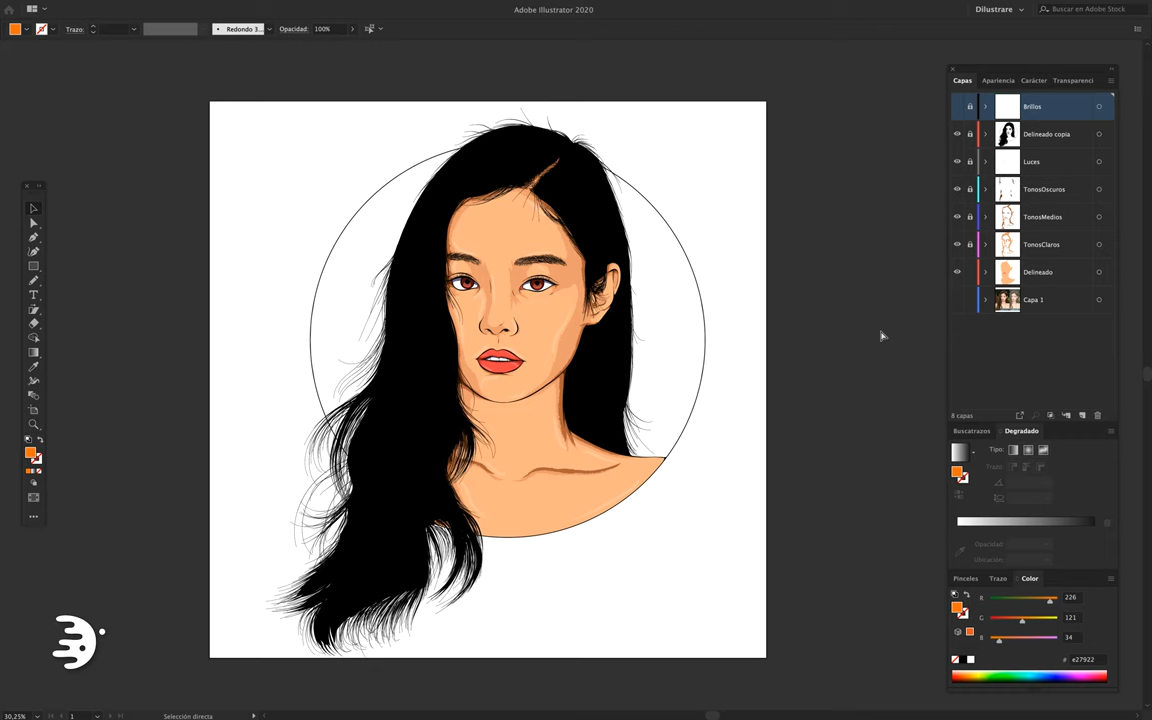 Adobe Illustrator 2020
Dilustrare
Buscar en Adobe Stock
Trazo:
Redondo 3...
Opacidad:
100%
Capas
Apariencia
Carácter
Transparenci
Brillos
Delineado copia
Luces
TonosOscuros
TonosMedios
TonosClaros
Delineado
Capa 1
8 capas
Buscatrazos
Degradado
Tipo:
Trazo:
Opacidad:
Ubicación:
Pinceles
Trazo
Color
R
226
G
121
B
34
# e27922
30,25%
1
Selección directa